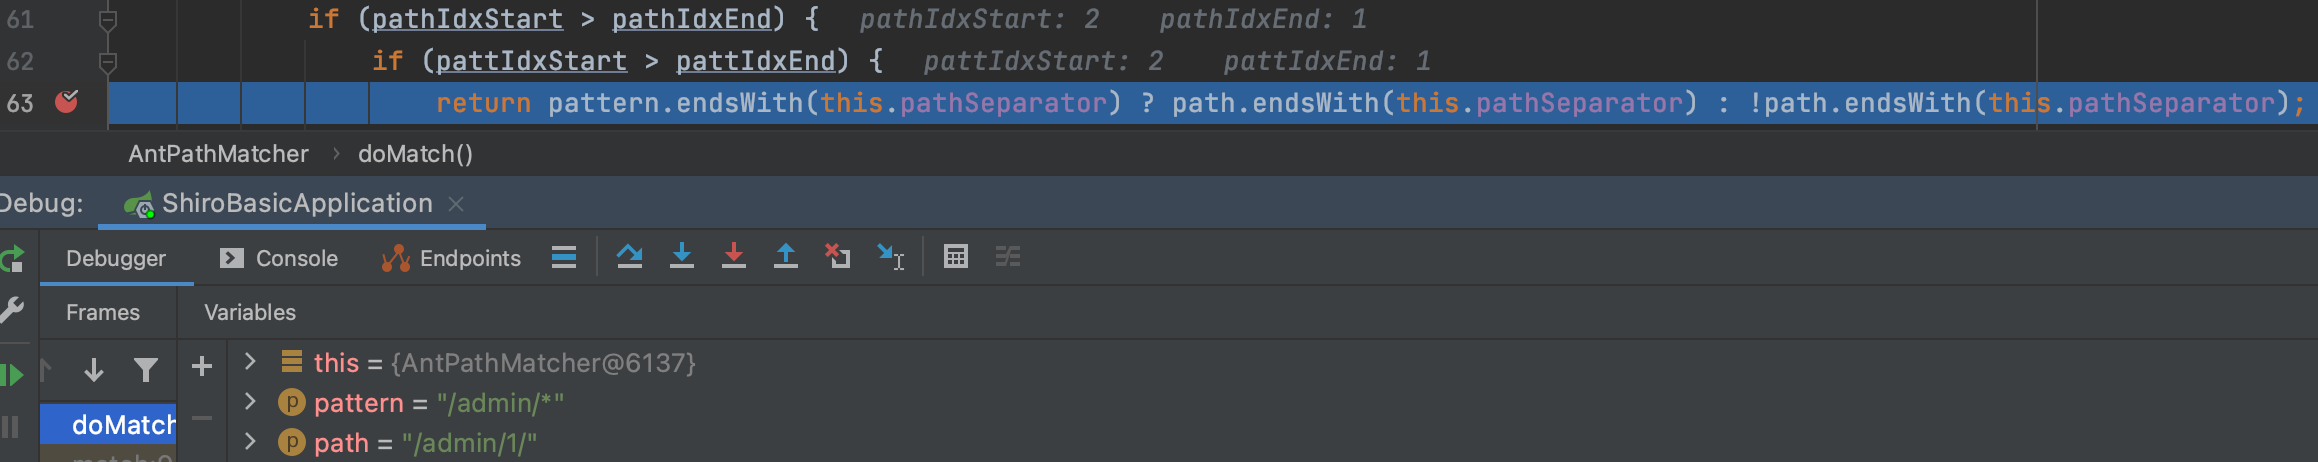 61 if (pathIdxStart > pathIdxEnd) { pathIdxStart: 2 pathIdxEnd: 1
62 if (pattIdxStart > pattIdxEnd) { pattIdxStart: 2 pattIdxEnd: 1
63 return pattern.endsWith(this.pathSeparator) ? path.endsWith(this.pathSeparator) : !path.endsWith(this.pathSeparator);
AntPathMatcher › doMatch()
Debug: ShiroBasicApplication ×
Debugger Console Endpoints
Frames Variables
this = {AntPathMatcher@6137}
p pattern = "/admin/*"
doMatch
p path = "/admin/1/"